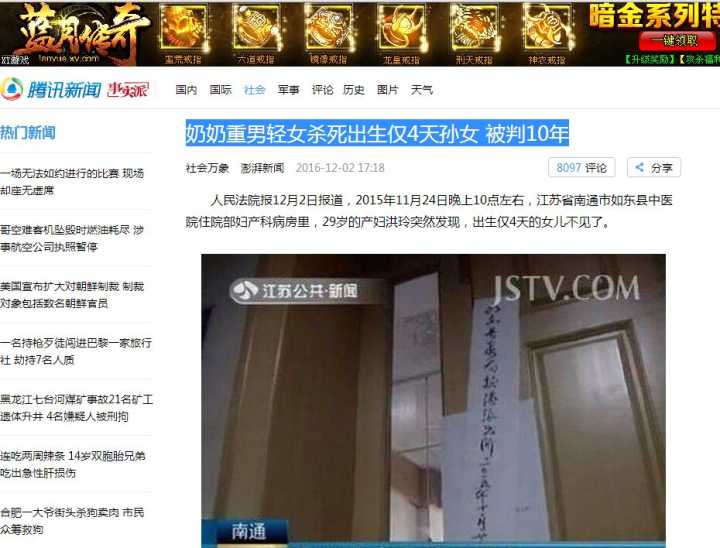 蓝月传奇
XY游戏
tenyue.xy.com
蛮荒戒指
六道戒指
镜像戒指
龙皇戒指
刑天戒指
神农戒指
暗金系列特
一键领取
【升级奖励】【攻杀福利
腾讯新闻
事实派
国内 国际 社会 军事 评论 历史 图片 天气
热门新闻
一场无法如约进行的比赛 现场
却座无虚席
哥空难客机坠毁时燃油耗尽 涉
事航空公司执照暂停
美国宣布扩大对朝鲜制裁 制裁
对象包括数名朝鲜官员
一名持枪歹徒闯进巴黎一家旅行
社 劫持7名人质
黑龙江七台河煤矿事故21名矿工
遗体升井 4名嫌疑人被刑拘
连吃两周辣条 14岁双胞胎兄弟
吃出急性肝损伤
合肥一大爷街头杀狗卖肉 市民
众筹救狗
奶奶重男轻女杀死出生仅4天孙女 被判10年
社会万象 澎湃新闻 2016-12-02 17:18
8097 评论
分享
人民法院报12月2日报道，2015年11月24日晚上10点左右，江苏省南通市如东县中医
院住院部妇产科病房里，29岁的产妇洪玲突然发现，出生仅4天的女儿不见了。
江苏公共·新闻
JSTV.COM
南通